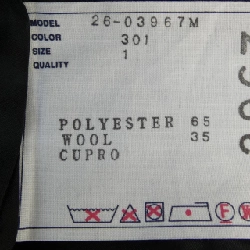 MODEL 26-03967M
COLOR 301
SIZE 1
QUALITY
POLYESTER 65
WOOL 35
CUPRO
F